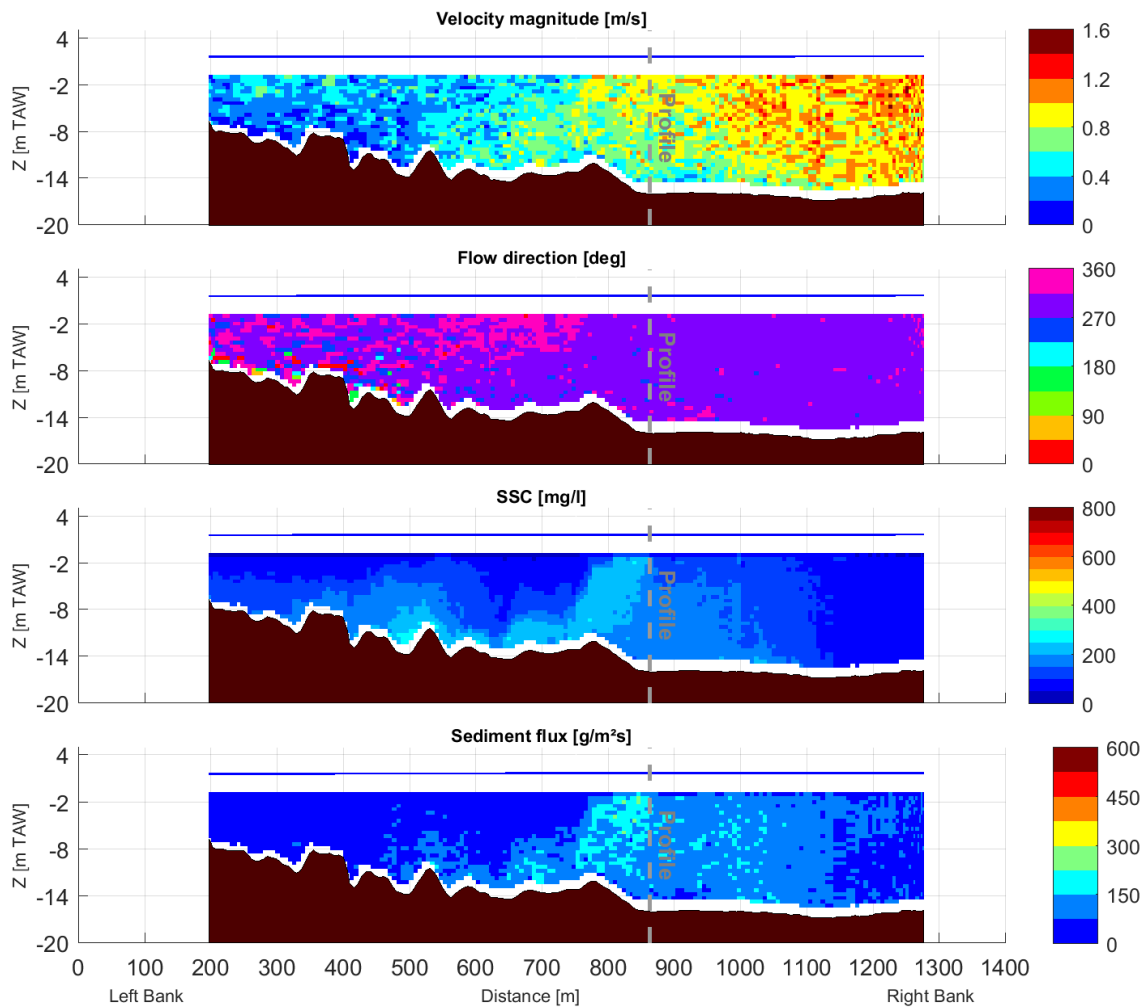 Velocity magnitude [m/s]
4
-2
-8
-14
-20
Z [m TAW]
Profile
1.6
1.2
0.8
0.4
0
Flow direction [deg]
4
-2
-8
-14
-20
Z [m TAW]
Profile
360
270
180
90
0
SSC [mg/l]
4
-2
-8
-14
-20
Z [m TAW]
Profile
800
600
400
200
0
Sediment flux [g/m²s]
4
-2
-8
-14
-20
Z [m TAW]
Profile
600
450
300
150
0
0 100 200 300 400 500 600 700 800 900 1000 1100 1200 1300 1400
Left Bank Distance [m] Right Bank